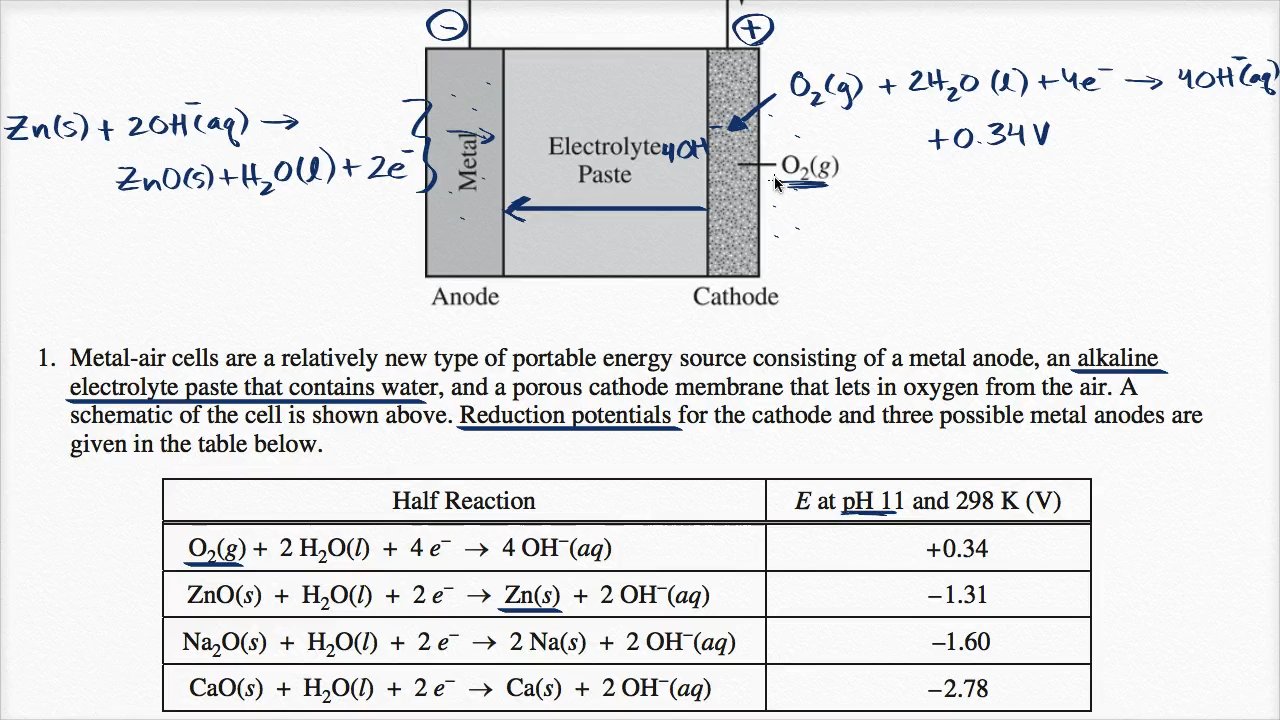 ⊖ ⊕
O₂(g) + 2H₂O (l) + 4e⁻ → 4OH⁻(aq)
Zn(s) + 2OH⁻(aq) →
+0.34 V
ZnO(s) + H₂O(l) + 2e⁻
Metal
Electrolyte
Paste
4OH⁻
O₂(g)
Anode
Cathode
1. Metal-air cells are a relatively new type of portable energy source consisting of a metal anode, an alkaline
electrolyte paste that contains water, and a porous cathode membrane that lets in oxygen from the air. A
schematic of the cell is shown above. Reduction potentials for the cathode and three possible metal anodes are
given in the table below.
Half Reaction E at pH 11 and 298 K (V)
O₂(g) + 2 H₂O(l) + 4 e⁻ → 4 OH⁻(aq) +0.34
ZnO(s) + H₂O(l) + 2 e⁻ → Zn(s) + 2 OH⁻(aq) −1.31
Na₂O(s) + H₂O(l) + 2 e⁻ → 2 Na(s) + 2 OH⁻(aq) −1.60
CaO(s) + H₂O(l) + 2 e⁻ → Ca(s) + 2 OH⁻(aq) −2.78